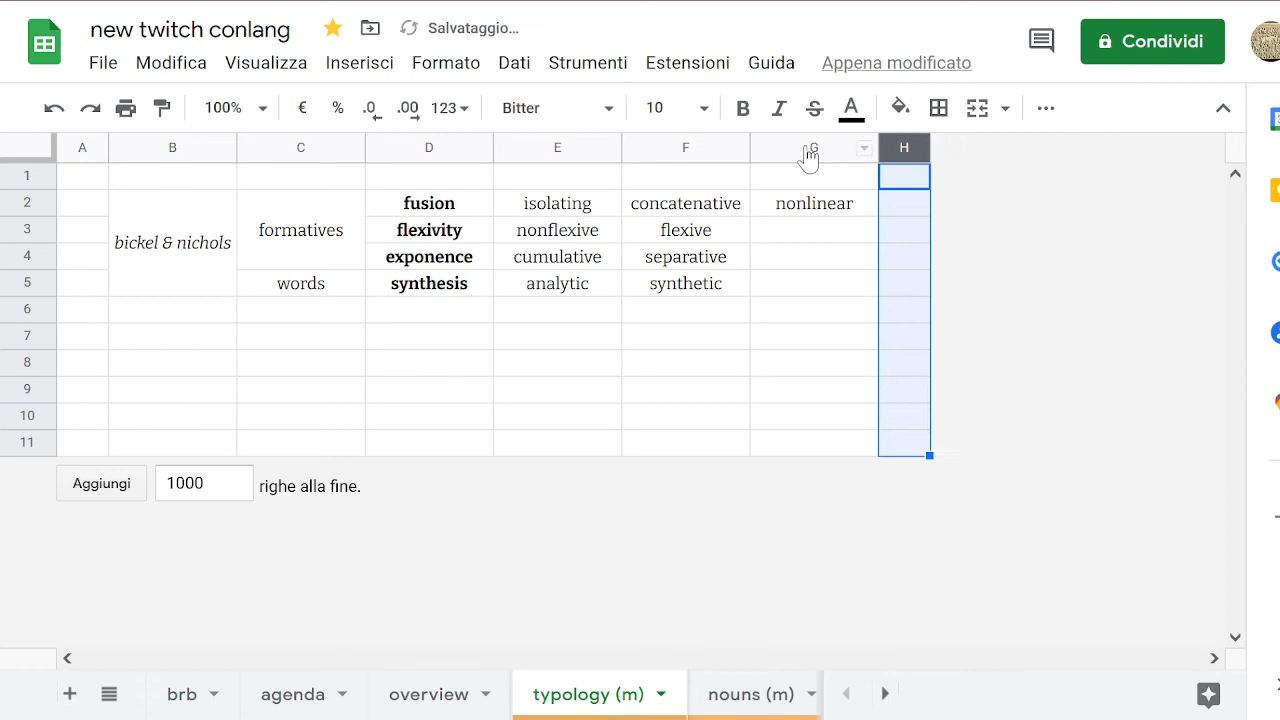 new twitch conlang Salvataggio...
File Modifica Visualizza Inserisci Formato Dati Strumenti Estensioni Guida Appena modificato
Condividi
100% € % .0 .00 123 Bitter 10 B I S A
A B C D E F G H
1
2 fusion isolating concatenative nonlinear
3 bickel & nichols formatives flexivity nonflexive flexive
4 exponence cumulative separative
5 words synthesis analytic synthetic
6
7
8
9
10
11
Aggiungi 1000 righe alla fine.
brb agenda overview typology (m) nouns (m)